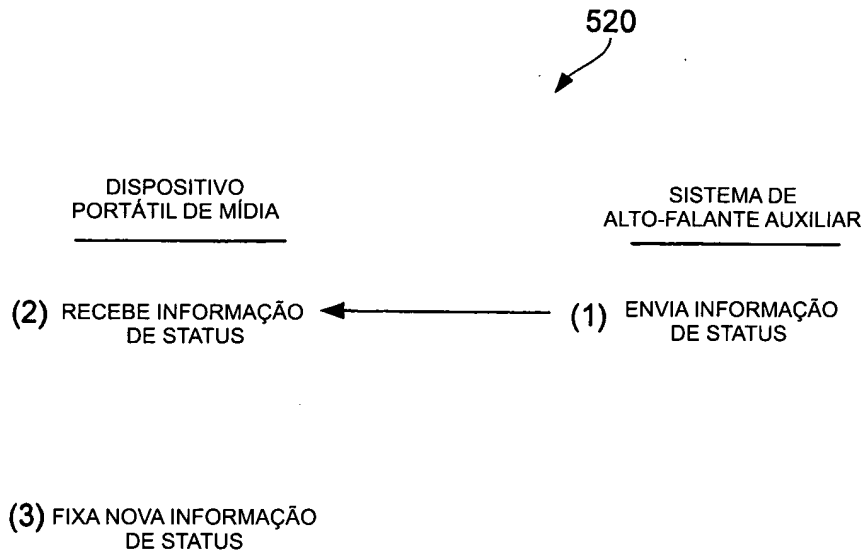 520
DISPOSITIVO
PORTÁTIL DE MÍDIA
SISTEMA DE
ALTO-FALANTE AUXILIAR
(2) RECEBE INFORMAÇÃO
DE STATUS
(1) ENVIA INFORMAÇÃO
DE STATUS
(3) FIXA NOVA INFORMAÇÃO
DE STATUS